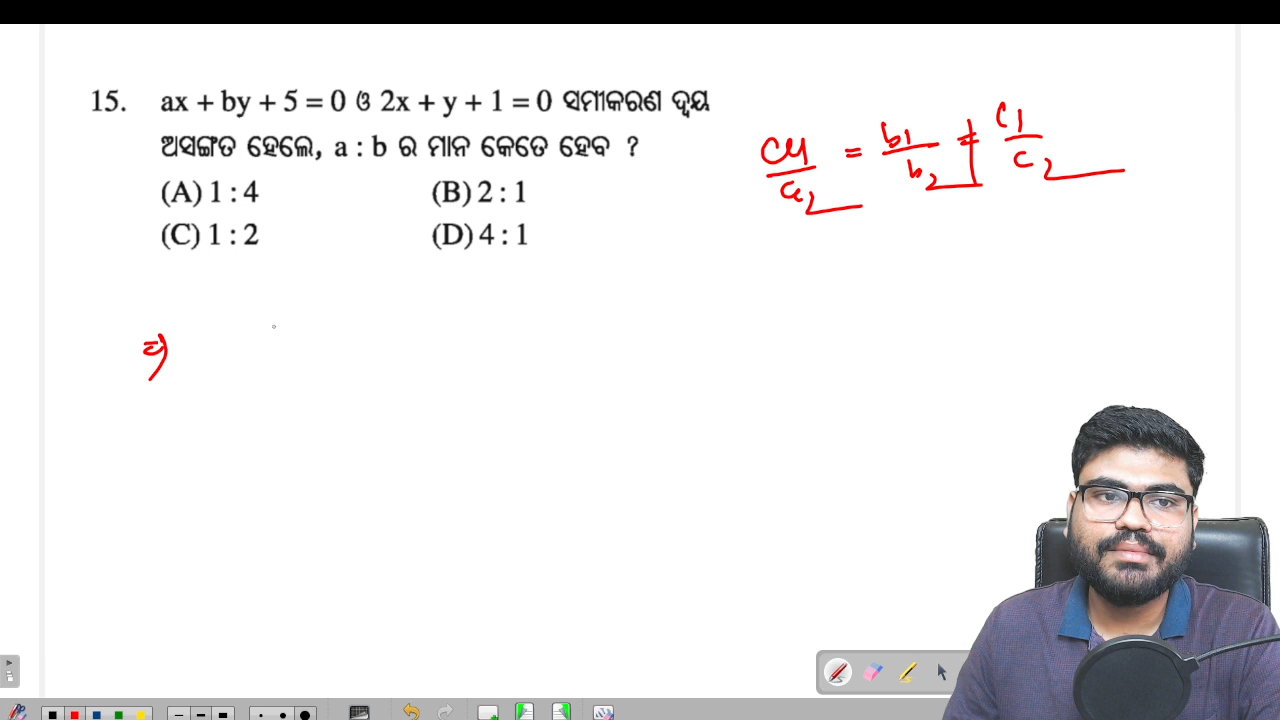 15. ax + by + 5 = 0 ଓ 2x + y + 1 = 0 ସମୀକରଣ ଦ୍ୱୟ
ଅସଙ୍ଗତ ହେଲେ, a : b ର ମାନ କେତେ ହେବ ?
(A) 1 : 4 (B) 2 : 1
(C) 1 : 2 (D) 4 : 1
a1/a2 = b1/b2 ≠ c1/c2
⇒